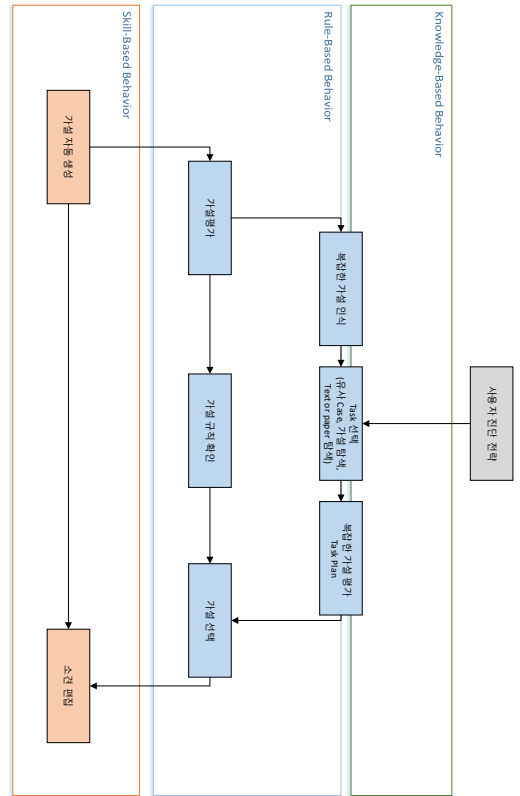 사용자 진단 전략
Knowledge-Based Behavior
복잡한 가설 인식
Task 선택
(유사 Case, 가설 탐색,
Text or paper 탐색)
복잡한 가설 평가
Task Plan
Rule-Based Behavior
가설평가
가설 규칙 확인
가설 선택
Skill-Based Behavior
가설 자동 생성
소견 편집